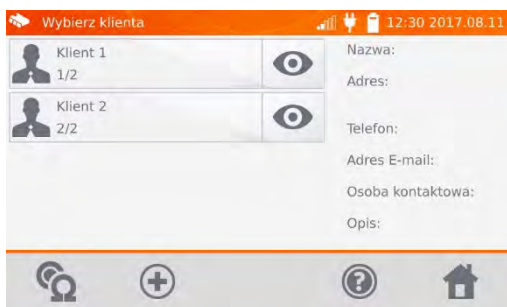 Wybierz klienta
12:30 2017.08.11
Klient 1
1/2
Klient 2
2/2
Nazwa:
Adres:
Telefon:
Adres E-mail:
Osoba kontaktowa:
Opis: